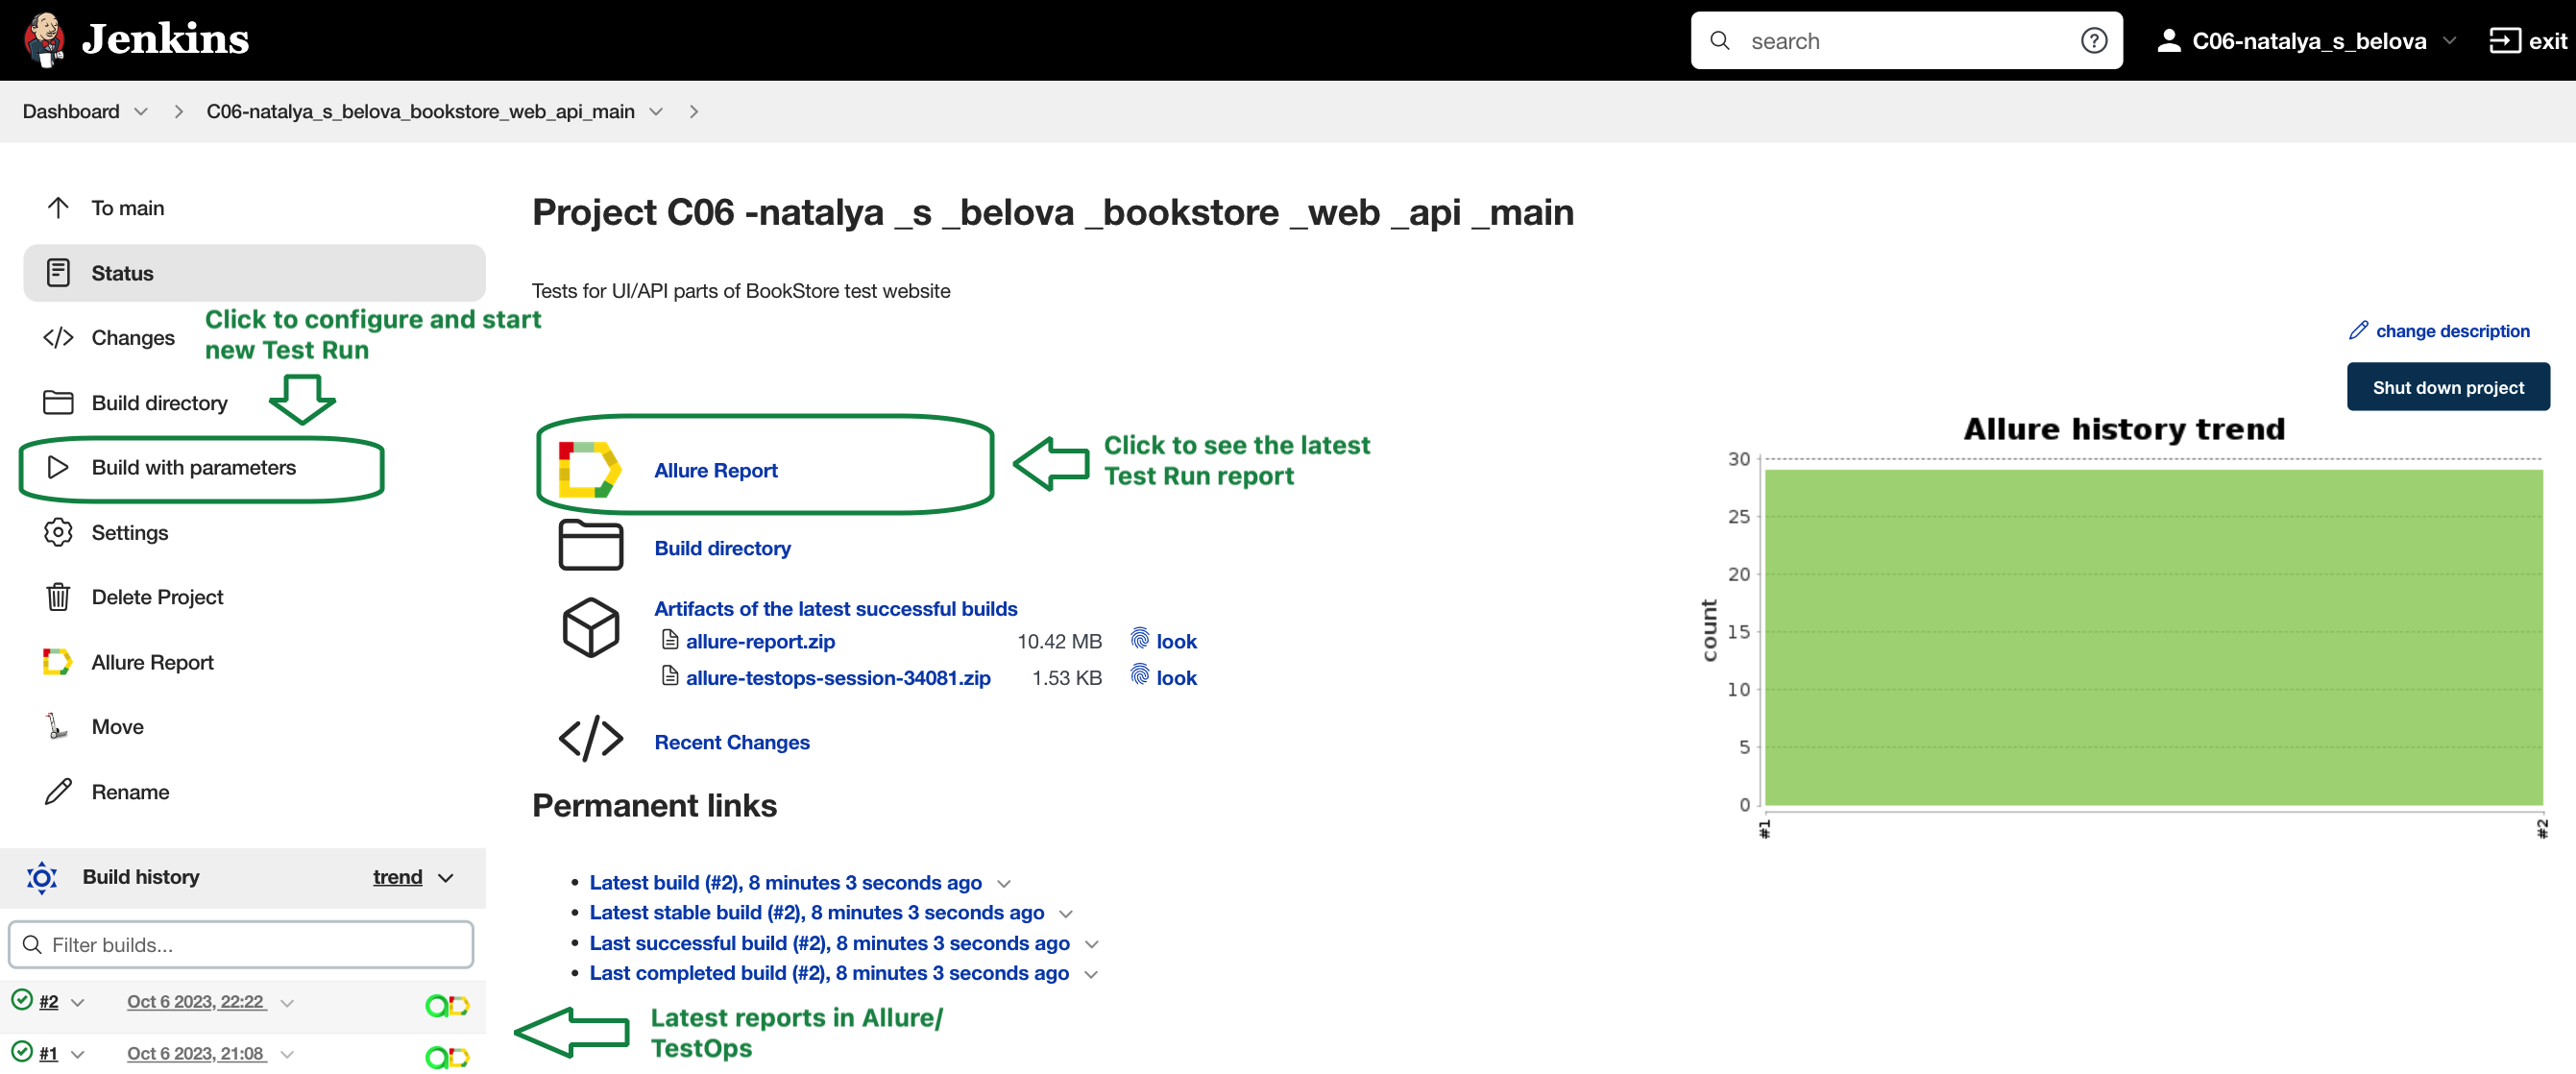 Jenkins
search
C06-natalya_s_belova
exit
Dashboard
C06-natalya_s_belova_bookstore_web_api_main
To main
Status
Changes
Click to configure and start
new Test Run
Build directory
Build with parameters
Settings
Delete Project
Allure Report
Move
Rename
Build history
trend
Filter builds...
#2
Oct 6 2023, 22:22
#1
Oct 6 2023, 21:08
Project C06 -natalya _s _belova _bookstore _web _api _main
Tests for UI/API parts of BookStore test website
change description
Shut down project
Allure Report
Click to see the latest
Test Run report
Build directory
Artifacts of the latest successful builds
allure-report.zip 10.42 MB look
allure-testops-session-34081.zip 1.53 KB look
Recent Changes
Permanent links
• Latest build (#2), 8 minutes 3 seconds ago
• Latest stable build (#2), 8 minutes 3 seconds ago
• Last successful build (#2), 8 minutes 3 seconds ago
• Last completed build (#2), 8 minutes 3 seconds ago
Latest reports in Allure/
TestOps
Allure history trend
30
25
20
15
10
5
0
count
#1
#2